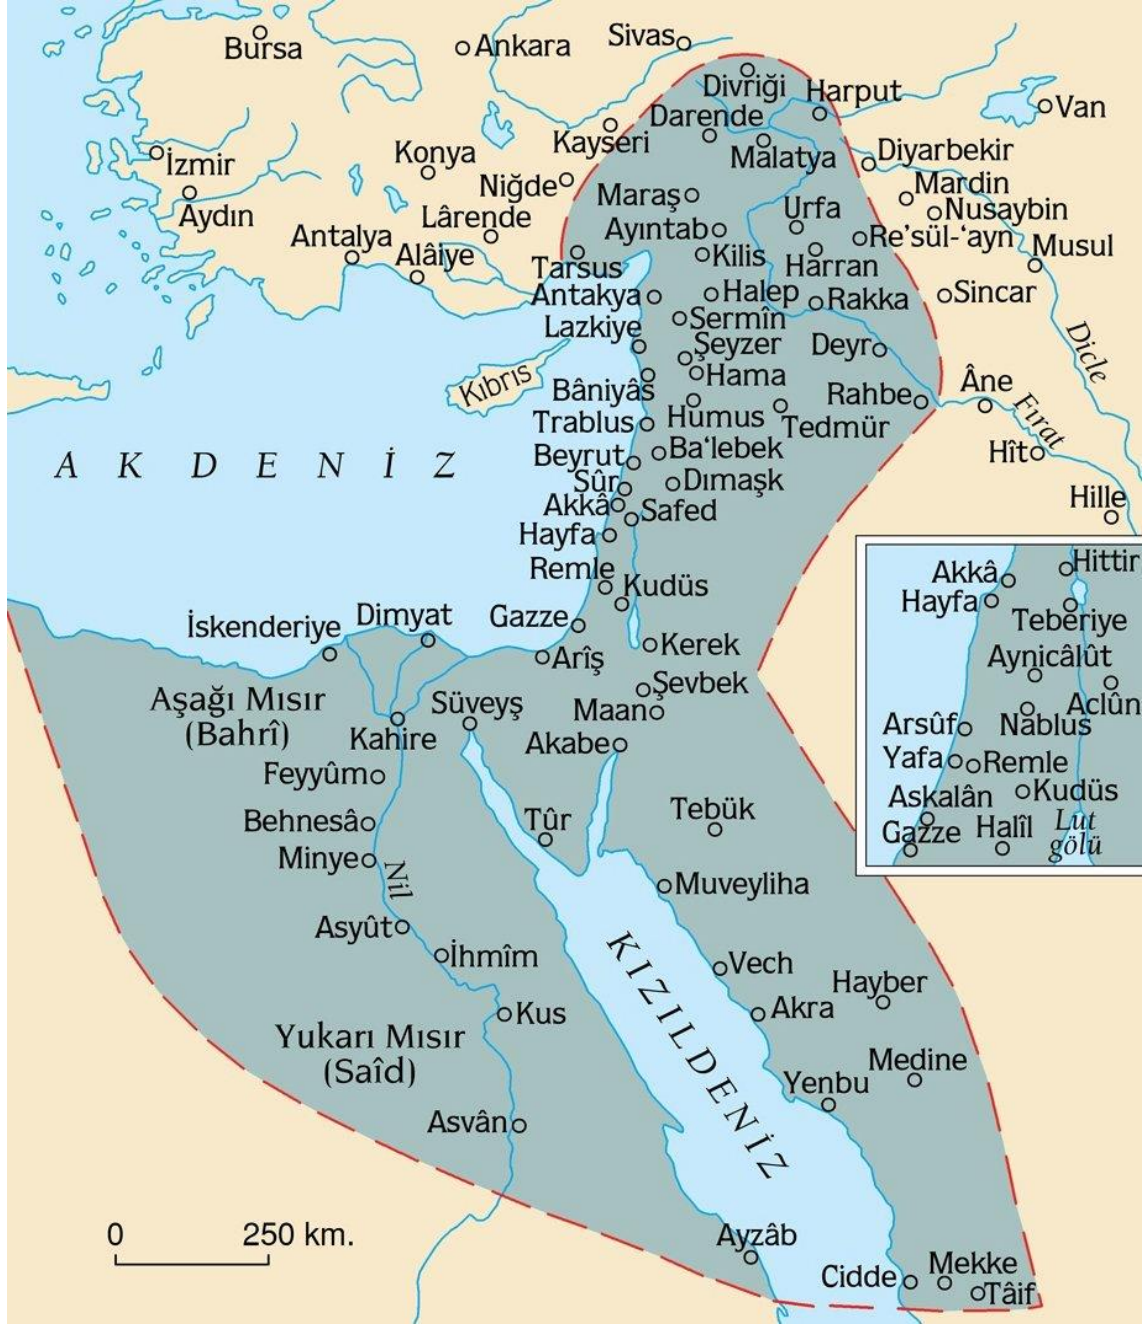 Bursa
Ankara
Sivas
Divriği
Harput
Van
Darende
Kayseri
Malatya
Diyarbekir
İzmir
Konya
Niğde
Maraş
Mardin
Aydın
Lârende
Urfa
Nusaybin
Antalya
Alâiye
Ayıntab
Re'sül-‘ayn
Musul
Tarsus
Kilis
Harran
Antakya
Halep
Rakka
Sincar
Lazkiye
Sermîn
Dicle
Şeyzer
Deyr
Kıbrıs
Bâniyâs
Hama
Rahbe
Âne
Trablus
Humus
Tedmür
Fırat
AKDENİZ
Beyrut
Ba‘lebek
Hît
Sûr
Dımaşk
Hille
Akkâ
Safed
Hayfa
Remle
Kudüs
İskenderiye
Dimyat
Gazze
Arîş
Kerek
Aşağı Mısır
(Bahrî)
Süveyş
Şevbek
Maan
Kahire
Akabe
Feyyûm
Behnesâ
Tûr
Tebük
Minye
Nil
Muveyliha
Asyût
İhmîm
KIZILDENİZ
Vech
Hayber
Kus
Akra
Yukarı Mısır
(Saîd)
Medine
Yenbu
Asvân
0 250 km.
Ayzâb
Cidde
Mekke
Tâif
Akkâ
Hittin
Hayfa
Teberiye
Aynicâlût
Aclûn
Arsûf
Nablus
Yafa
Remle
Askalân
Kudüs
Gazze
Halîl
Lut
gölü